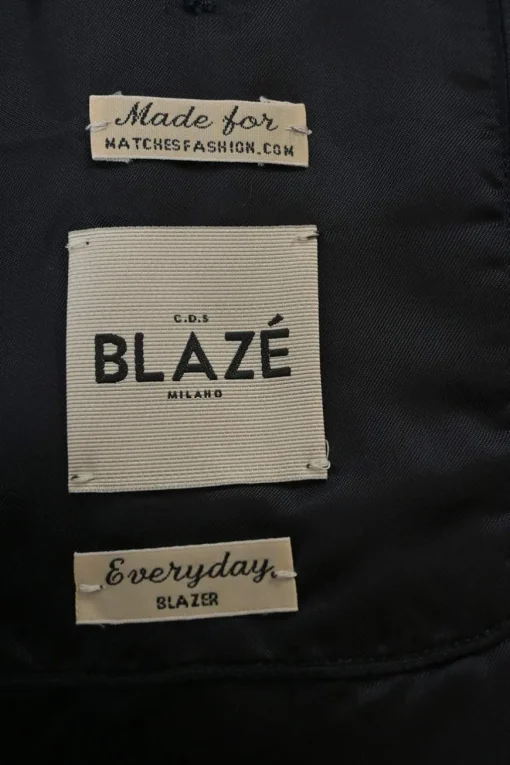 Made for
MATCHESFASHION.COM
C.D.S
BLAZÉ
MILANO
Everyday
BLAZER